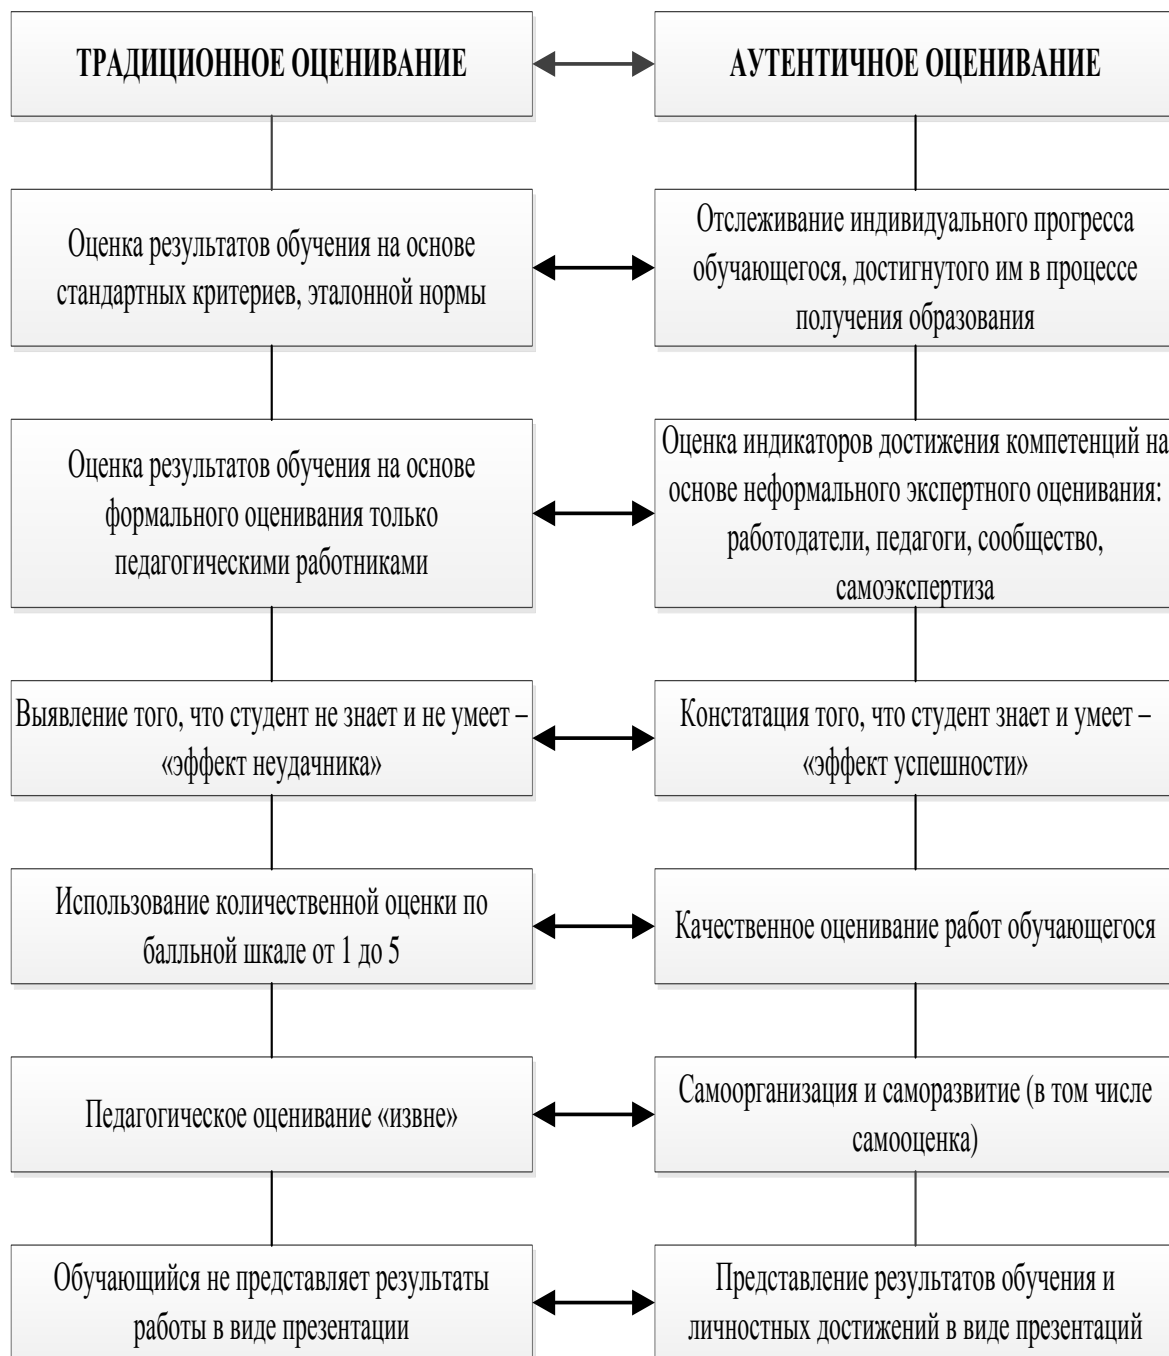 ТРАДИЦИОННОЕ ОЦЕНИВАНИЕ
АУТЕНТИЧНОЕ ОЦЕНИВАНИЕ
Оценка результатов обучения на основе
стандартных критериев, эталонной нормы
Отслеживание индивидуального прогресса
обучающегося, достигнутого им в процессе
получения образования
Оценка результатов обучения на основе
формального оценивания только
педагогическими работниками
Оценка индикаторов достижения компетенций на
основе неформального экспертного оценивания:
работодатели, педагоги, сообщество,
самоэкспертиза
Выявление того, что студент не знает и не умеет –
«эффект неудачника»
Констатация того, что студент знает и умеет –
«эффект успешности»
Использование количественной оценки по
балльной шкале от 1 до 5
Качественное оценивание работ обучающегося
Педагогическое оценивание «извне»
Самоорганизация и саморазвитие (в том числе
самооценка)
Обучающийся не представляет результаты
работы в виде презентации
Представление результатов обучения и
личностных достижений в виде презентаций